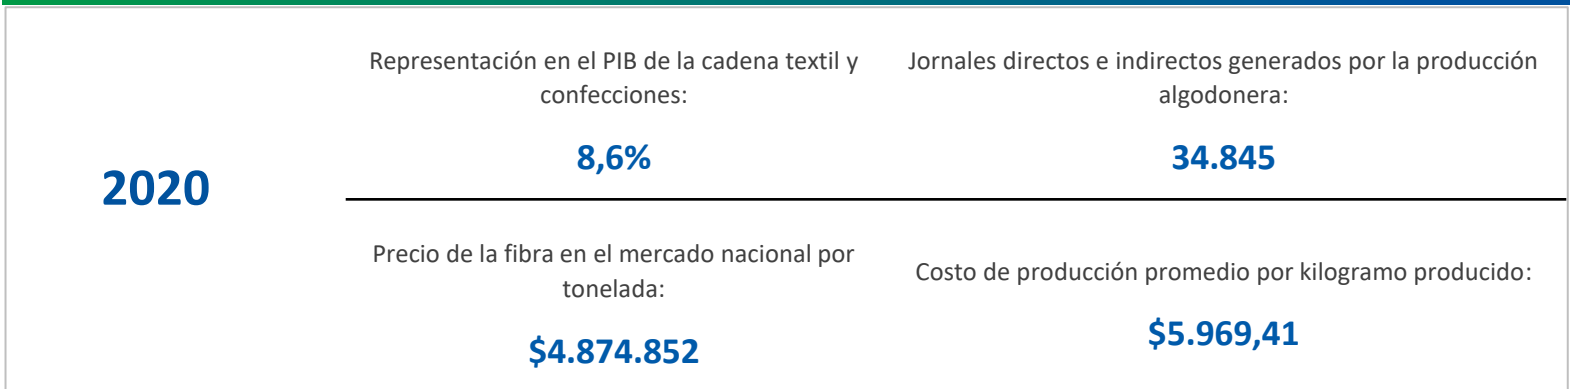 2020
Representación en el PIB de la cadena textil y
confecciones:
8,6%
Jornales directos e indirectos generados por la producción
algodonera:
34.845
Precio de la fibra en el mercado nacional por
tonelada:
$4.874.852
Costo de producción promedio por kilogramo producido:
$5.969,41